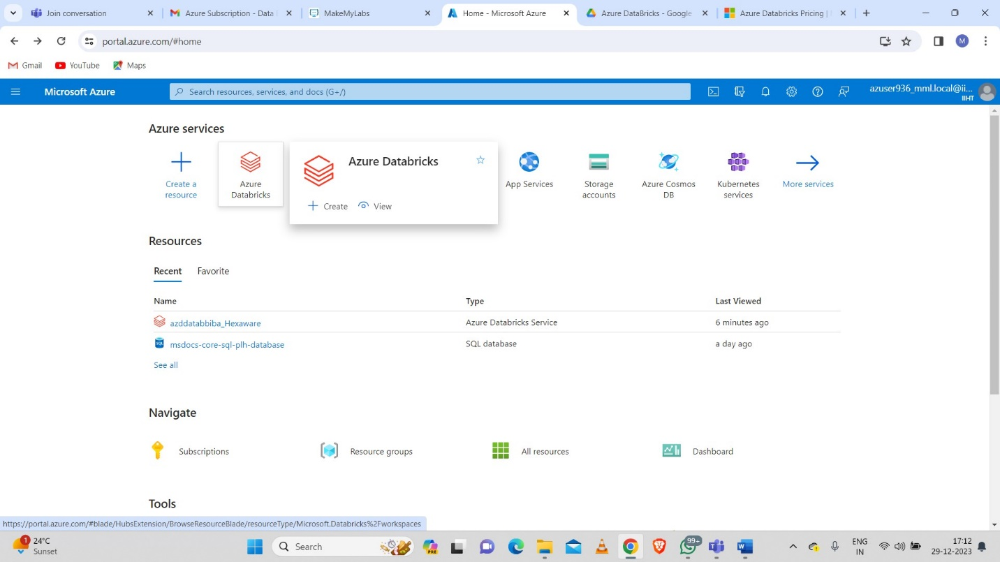 Join conversation
Azure Subscription - Data
MakeMyLabs
Home - Microsoft Azure
Azure DataBricks - Google
Azure Databricks Pricing |
portal.azure.com/#home
M
Gmail
YouTube
Maps
Microsoft Azure
Search resources, services, and docs (G+/)
azuser936_mml.local@ii...
IIHT
Azure services
Create a
resource
Azure
Databricks
Azure Databricks
Create
View
App Services
Storage
accounts
Azure Cosmos
DB
Kubernetes
services
More services
Resources
Recent
Favorite
Name
Type
Last Viewed
azddatabbiba_Hexaware
Azure Databricks Service
6 minutes ago
SQL
msdocs-core-sql-plh-database
SQL database
a day ago
See all
Navigate
Subscriptions
Resource groups
All resources
Dashboard
Tools
https://portal.azure.com/#blade/HubsExtension/BrowseResourceBlade/resourceType/Microsoft.Databricks%2Fworkspaces
1
24°C
Sunset
Search
PRE
99+
ENG
IN
17:12
29-12-2023